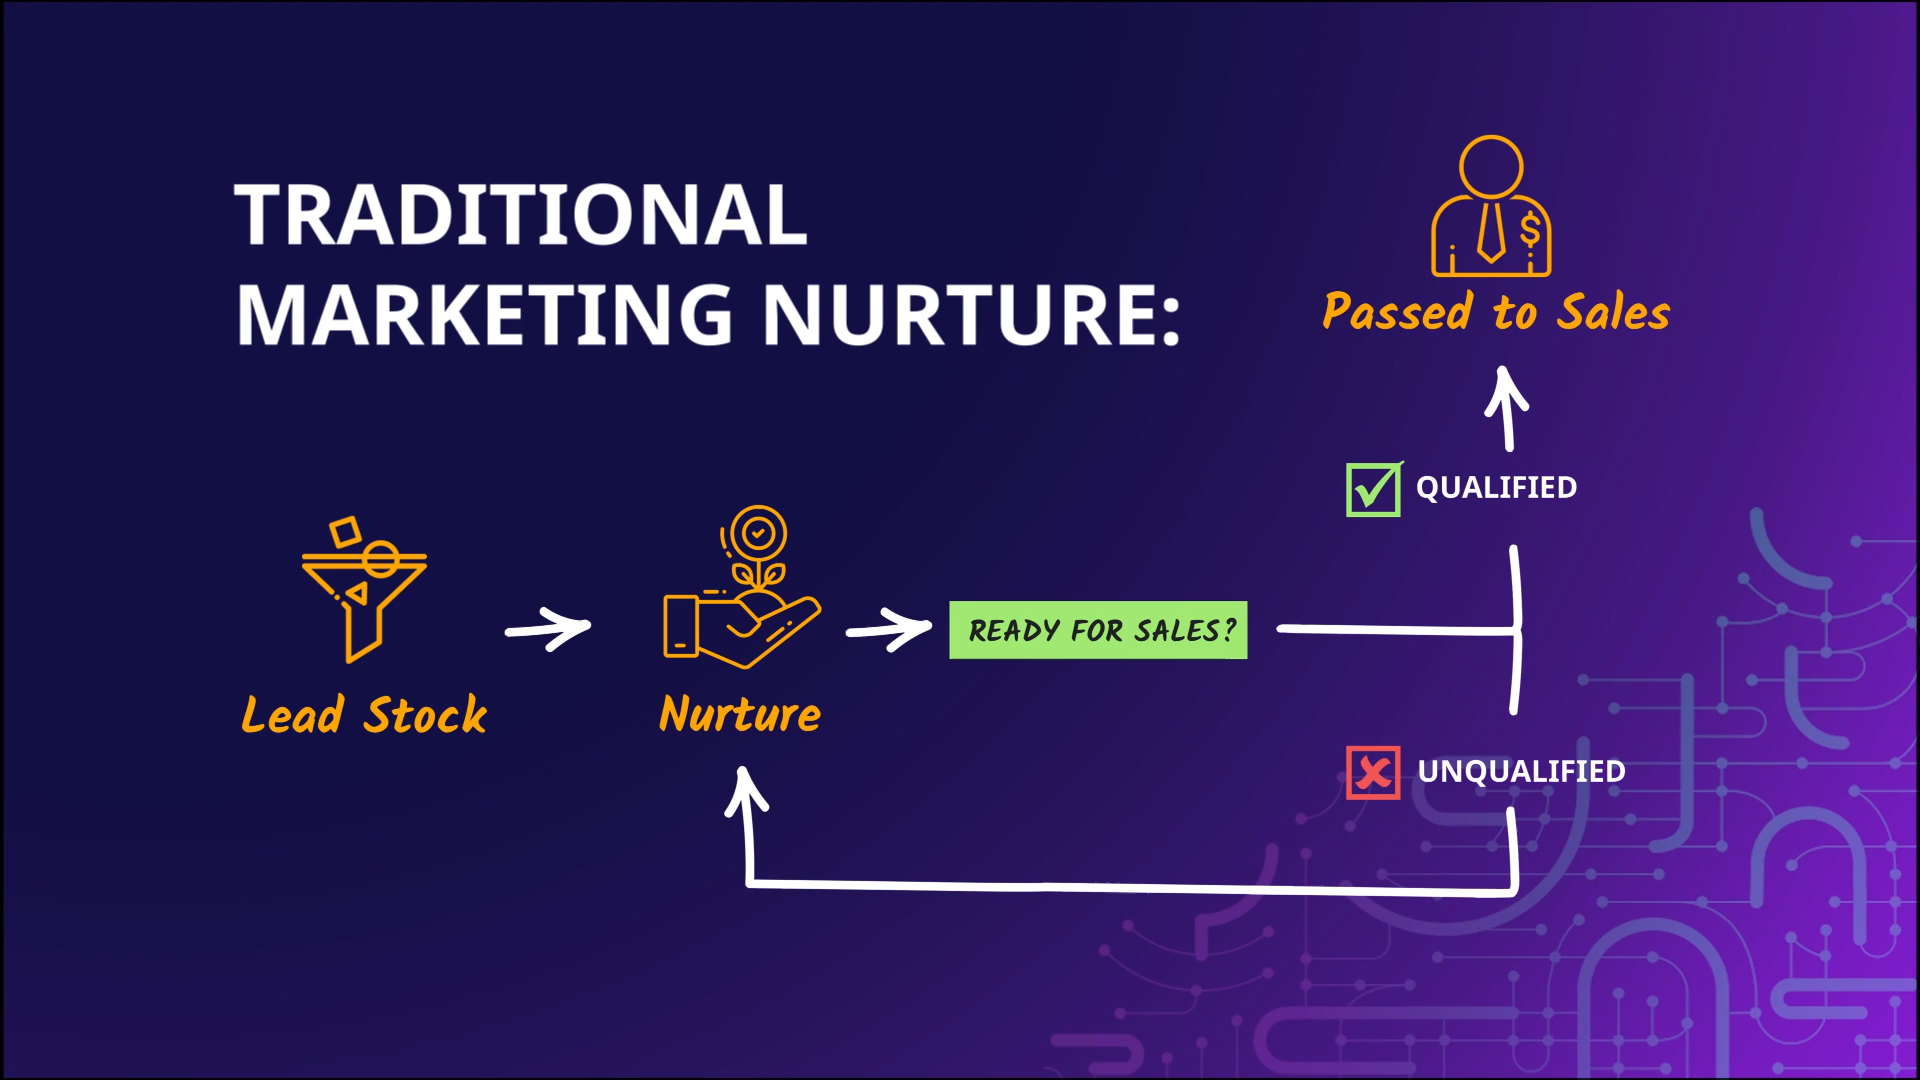 TRADITIONAL
MARKETING NURTURE:
Passed to Sales
QUALIFIED
READY FOR SALES?
Lead Stock
Nurture
UNQUALIFIED